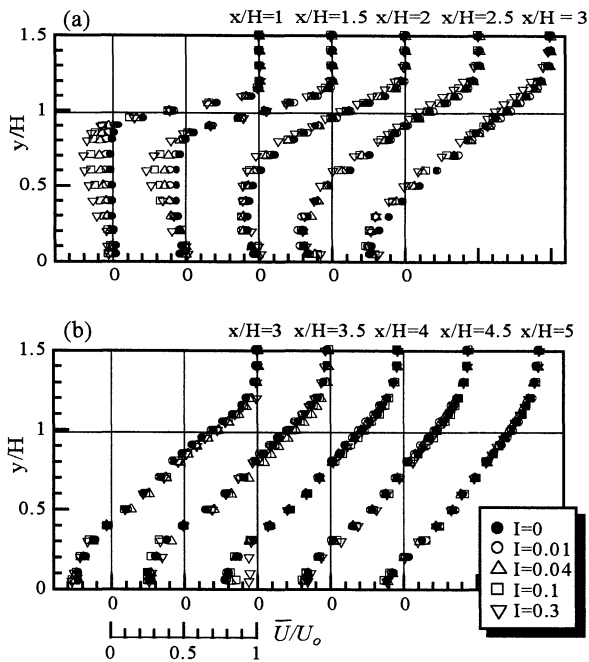 x/H=1 x/H=1.5 x/H=2 x/H=2.5 x/H = 3
(a)
1.5
1
0.5
0
y/H
0 0 0 0 0
x/H=3 x/H=3.5 x/H=4 x/H=4.5 x/H=5
(b)
1.5
1
0.5
0
y/H
I=0
I=0.01
I=0.04
I=0.1
I=0.3
0 0 0 0 0
0 0.5 1
U̅/Uₒ